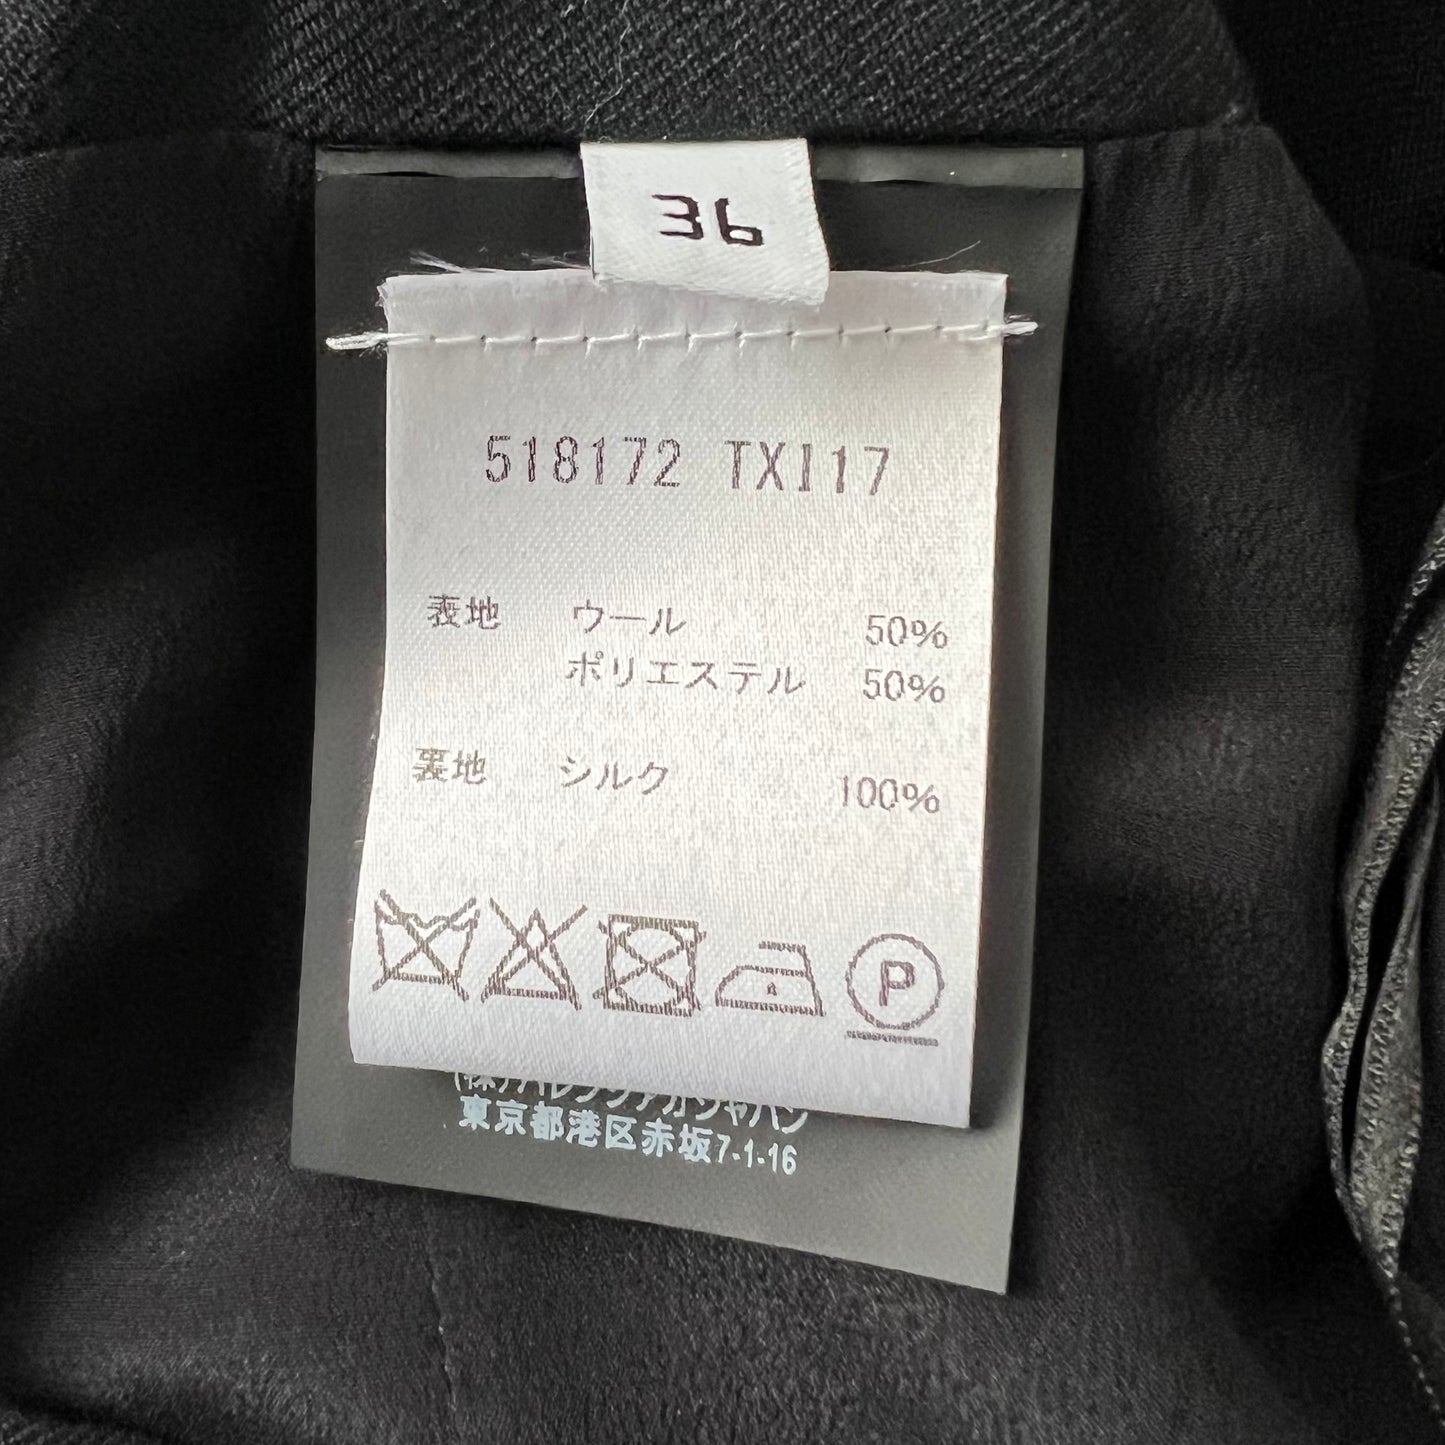 36
518172 TXI17
表地 ウール 50%
ポリエステル 50%
裏地 シルク 100%
P
(株)バレンシアガジャパン
東京都港区赤坂7-1-16